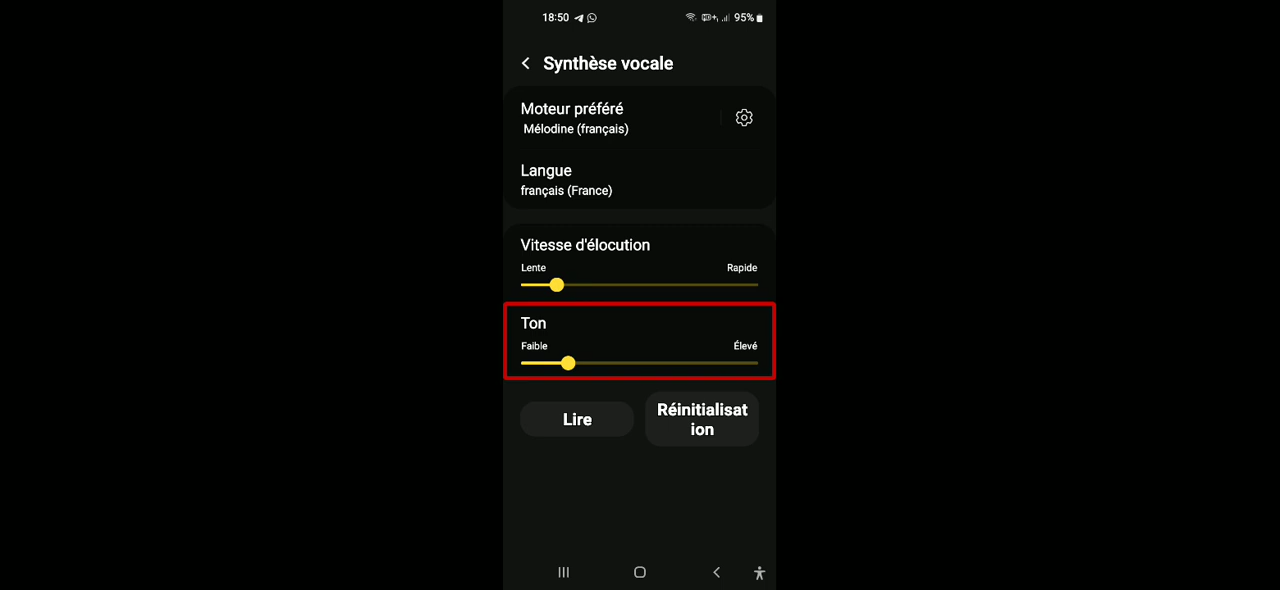 18:50
95%
Synthèse vocale
Moteur préféré
Mélodine (français)
Langue
français (France)
Vitesse d'élocution
Lente Rapide
Ton
Faible Élevé
Lire
Réinitialisat
ion